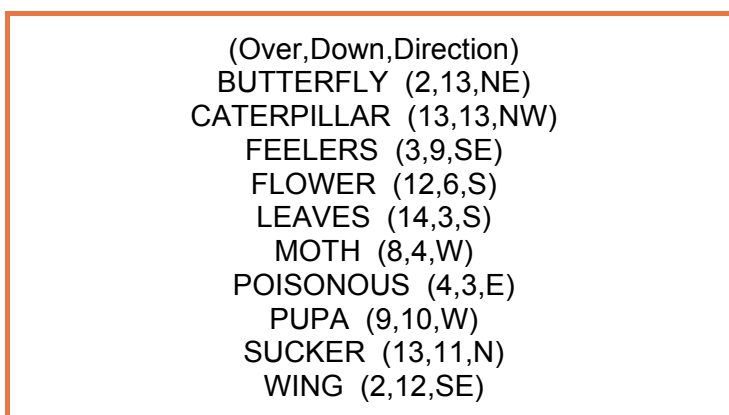 (Over,Down,Direction)
BUTTERFLY (2,13,NE)
CATERPILLAR (13,13,NW)
FEELERS (3,9,SE)
FLOWER (12,6,S)
LEAVES (14,3,S)
MOTH (8,4,W)
POISONOUS (4,3,E)
PUPA (9,10,W)
SUCKER (13,11,N)
WING (2,12,SE)